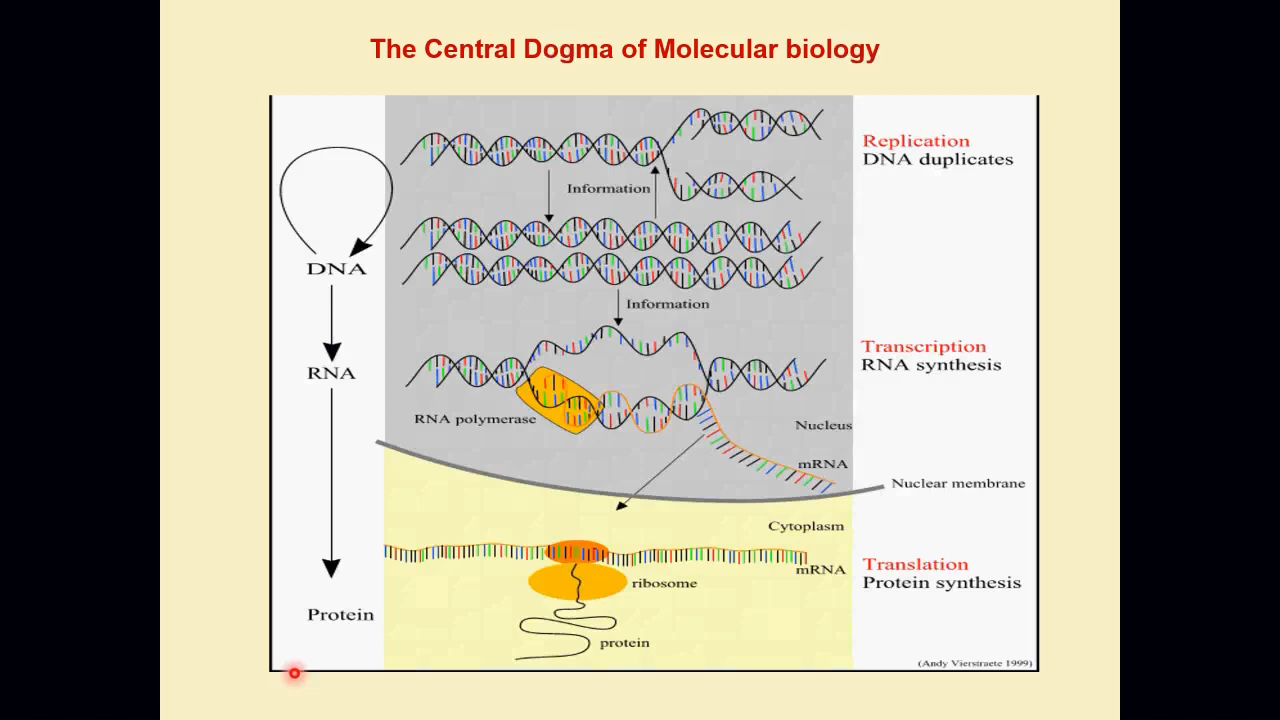 The Central Dogma of Molecular biology
Replication
DNA duplicates
Information
DNA
Information
Transcription
RNA synthesis
RNA
RNA polymerase
Nucleus
mRNA
Nuclear membrane
Cytoplasm
mRNA
Translation
Protein synthesis
ribosome
Protein
protein
(Andy Vierstraete 1999)